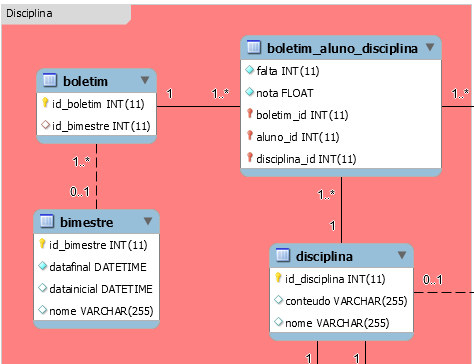 Disciplina
boletim
id_boletim INT(11)
id_bimestre INT(11)
1
1..*
boletim_aluno_disciplina
falta INT(11)
nota FLOAT
boletim_id INT(11)
aluno_id INT(11)
disciplina_id INT(11)
1..*
1..*
0..1
bimestre
id_bimestre INT(11)
datafinal DATETIME
datainicial DATETIME
nome VARCHAR(255)
1..*
1
disciplina
id_disciplina INT(11)
conteudo VARCHAR(255)
nome VARCHAR(255)
0..1
1
1